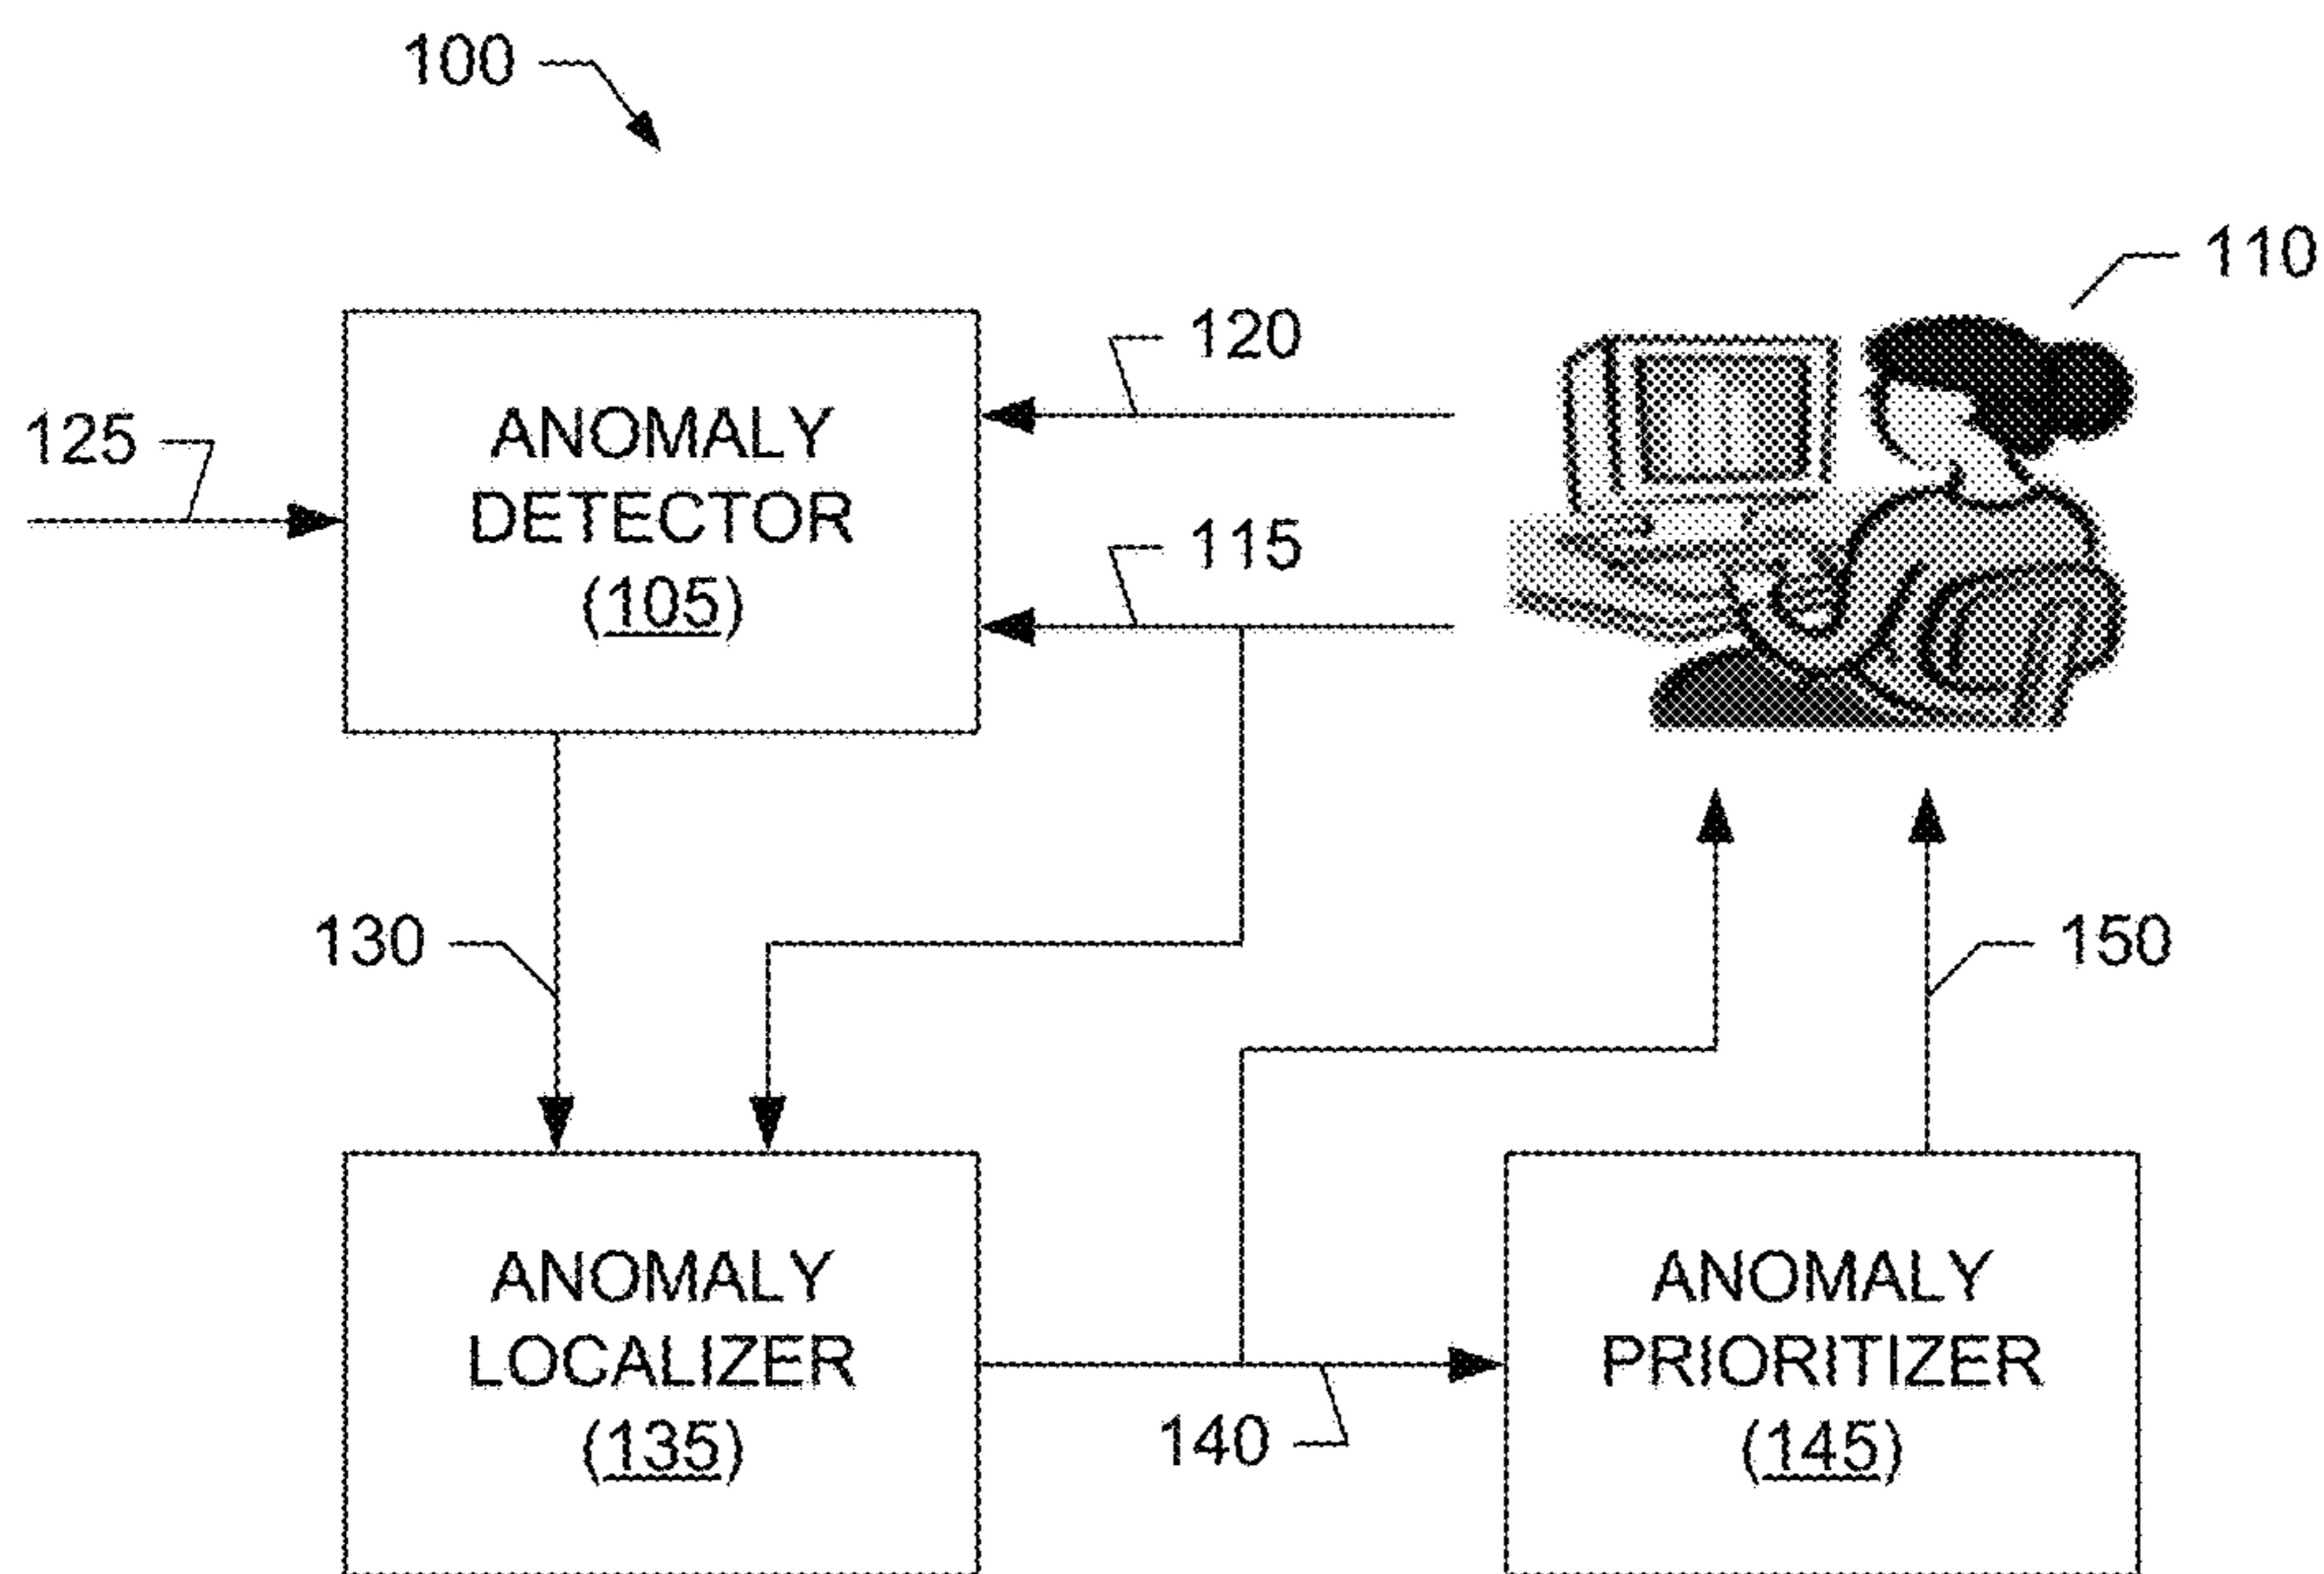 100
110
120
125
ANOMALY
DETECTOR
(105)
115
130
150
ANOMALY
LOCALIZER
(135)
140
ANOMALY
PRIORITIZER
(145)